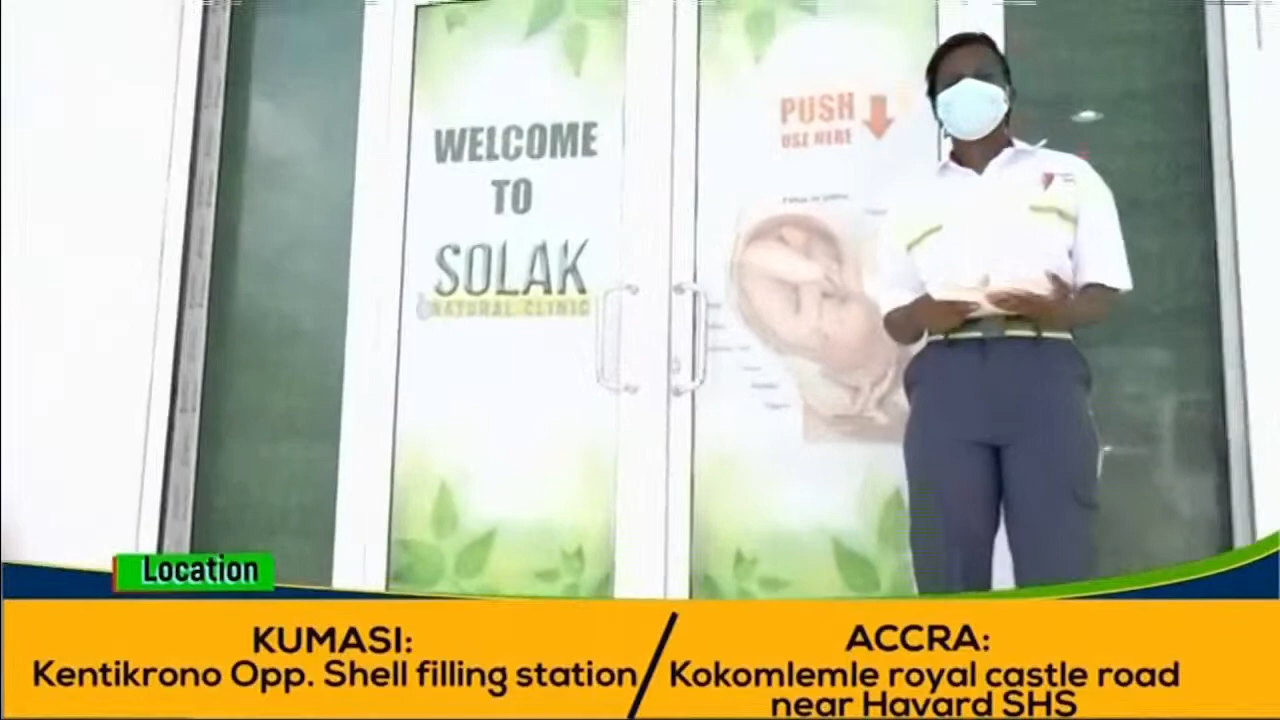 WELCOME
TO
SOLAK
NATURAL CLINIC
PUSH
USE HERE
Location
KUMASI:
Kentikrono Opp. Shell filling station
ACCRA:
Kokomlemle royal castle road
near Havard SHS